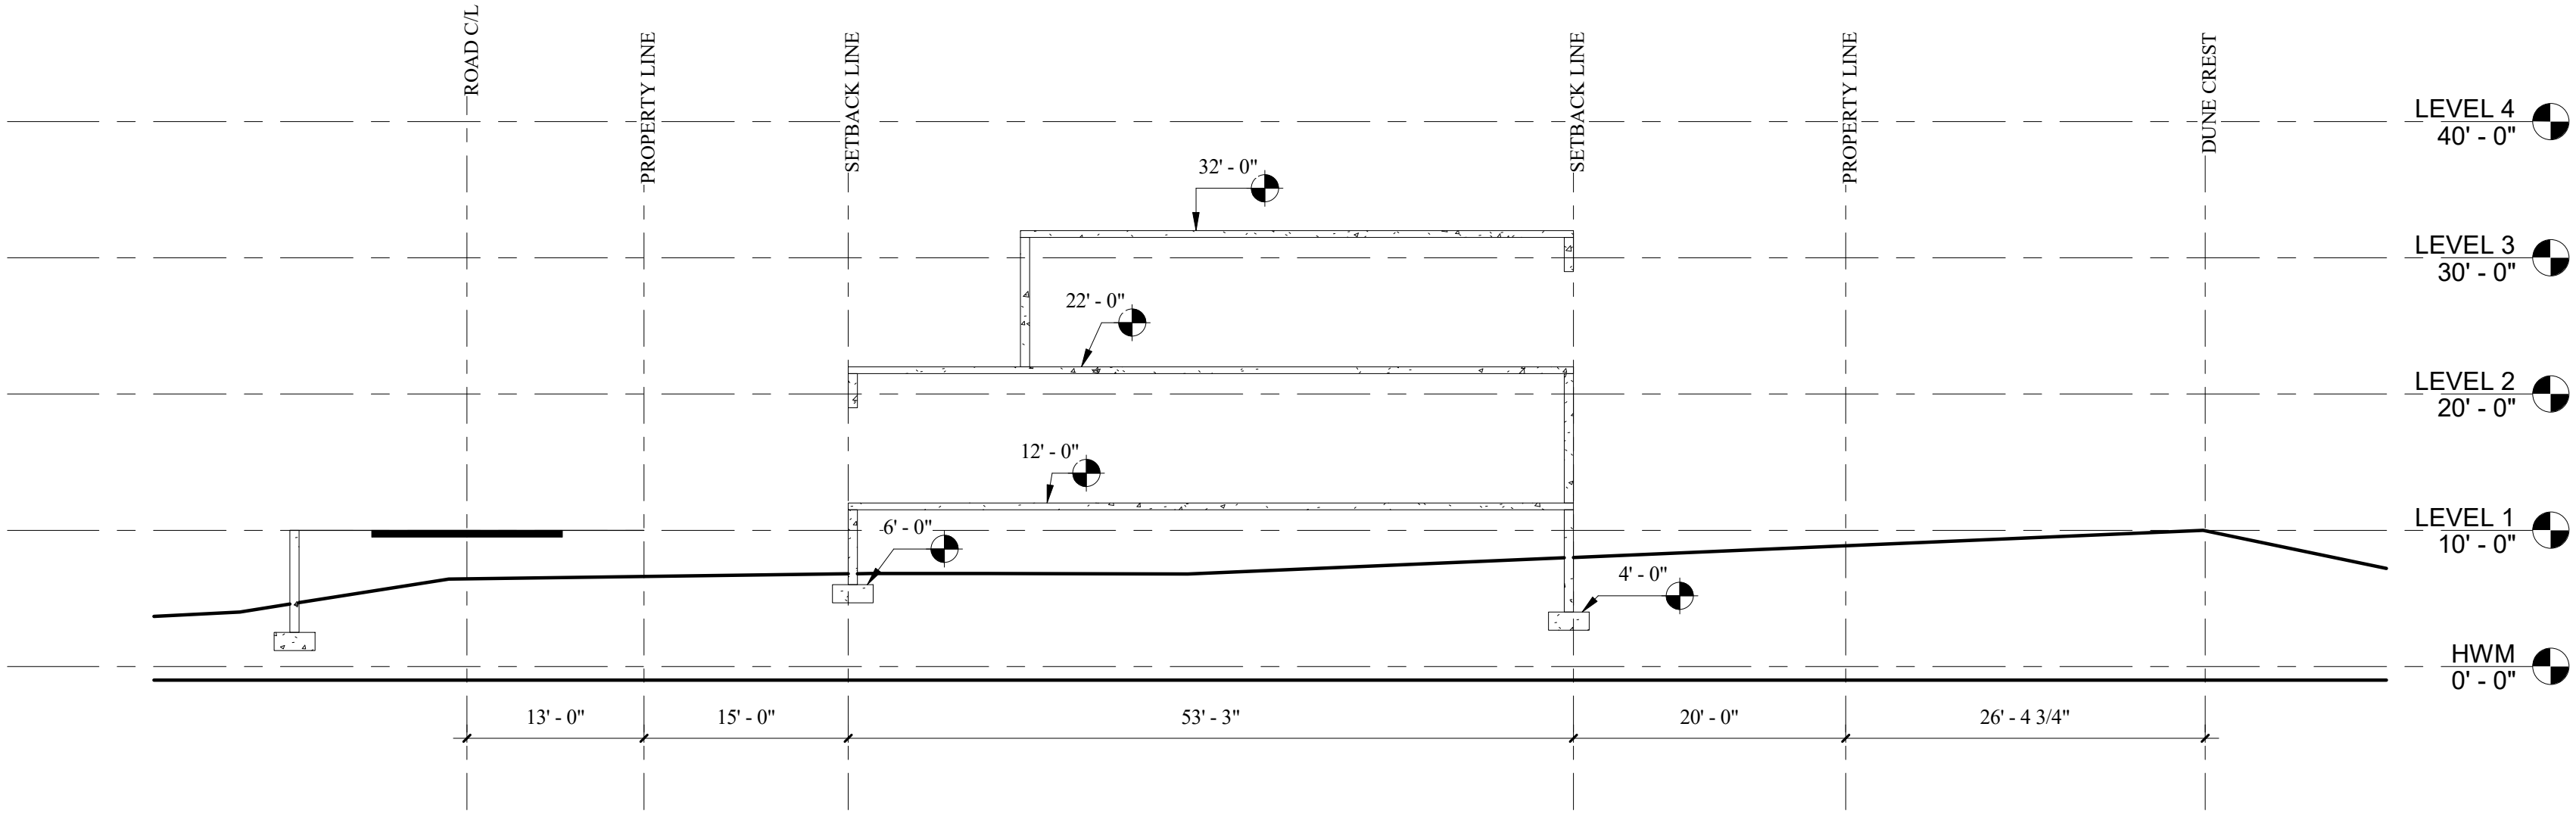 ROAD C/L
PROPERTY LINE
SETBACK LINE
SETBACK LINE
PROPERTY LINE
DUNE CREST
LEVEL 4
40' - 0"
32' - 0"
LEVEL 3
30' - 0"
22' - 0"
LEVEL 2
20' - 0"
12' - 0"
6' - 0"
LEVEL 1
10' - 0"
4' - 0"
HWM
0' - 0"
13' - 0"
15' - 0"
53' - 3"
20' - 0"
26' - 4 3/4"